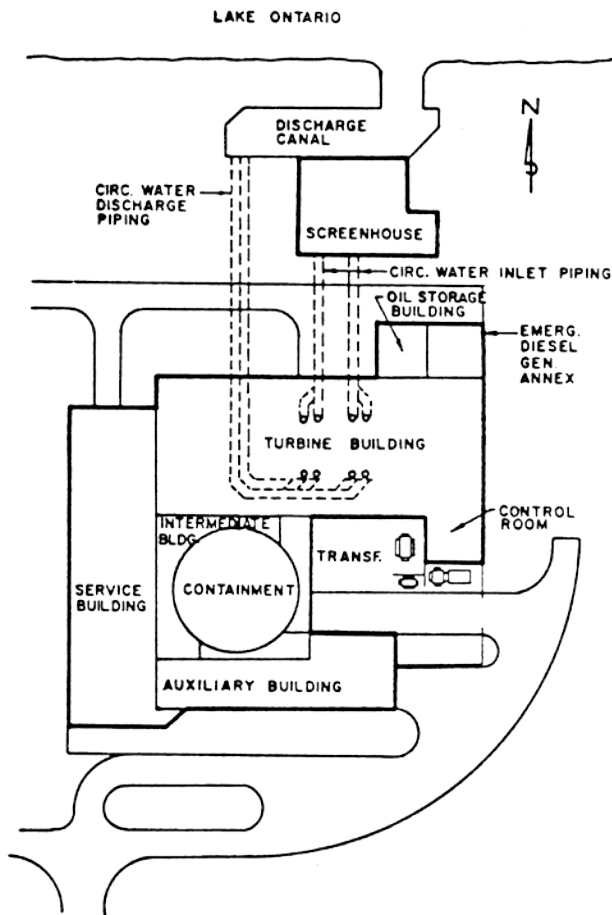 LAKE ONTARIO
N
DISCHARGE
CANAL
CIRC. WATER
DISCHARGE
PIPING
SCREENHOUSE
CIRC. WATER INLET PIPING
OIL STORAGE
BUILDING
EMERG.
DIESEL
GEN.
ANNEX
TURBINE BUILDING
CONTROL
ROOM
INTERMEDIATE
BLDG.
TRANSF.
SERVICE
BUILDING
CONTAINMENT
AUXILIARY BUILDING